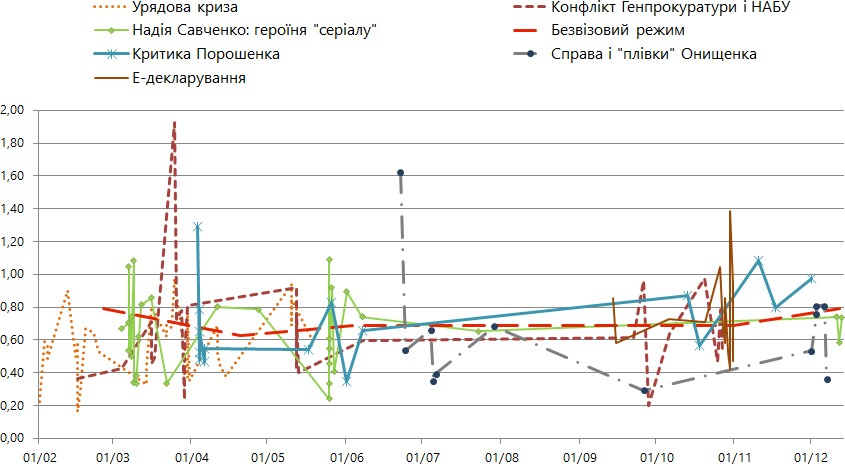 Урядова криза
Конфлікт Генпрокуратури і НАБУ
Надія Савченко: героїня "серіалу"
Безвізовий режим
Критика Порошенка
Справа і "плівки" Онищенка
Е-декларування
2,00
1,80
1,60
1,40
1,20
1,00
0,80
0,60
0,40
0,20
0,00
01/02 01/03 01/04 01/05 01/06 01/07 01/08 01/09 01/10 01/11 01/12